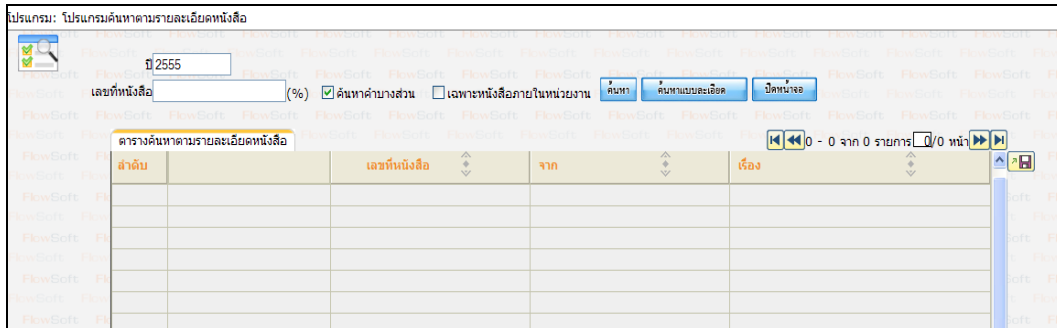 โปรแกรม: โปรแกรมค้นหาตามรายละเอียดหนังสือ
ปี 2555
เลขที่หนังสือ (%) ค้นหาคำบางส่วน เฉพาะหนังสือภายในหน่วยงาน ค้นหา ค้นหาแบบละเอียด ปิดหน้าจอ
ตารางค้นหาตามรายละเอียดหนังสือ 0 - 0 จาก 0 รายการ 0/0 หน้า
ลำดับ เลขที่หนังสือ จาก เรื่อง